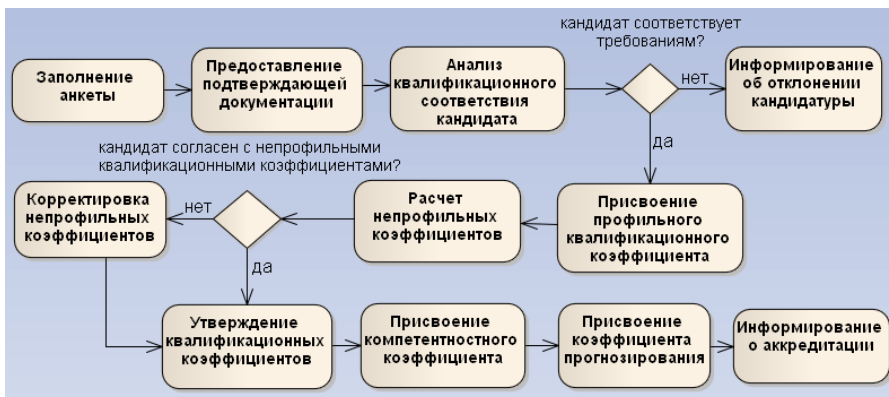 кандидат соответствует
требованиям?
Заполнение
анкеты
Предоставление
подтверждающей
документации
Анализ
квалификационного
соответствия
кандидата
нет
Информирование
об отклонении
кандидатуры
да
кандидат согласен с непрофильными
квалификационными коэффициентами?
Корректировка
непрофильных
коэффициентов
нет
Расчет
непрофильных
коэффициентов
Присвоение
профильного
квалификационного
коэффициента
да
Утверждение
квалификационных
коэффициентов
Присвоение
компетентностного
коэффициента
Присвоение
коэффициента
прогнозирования
Информирование
о аккредитации